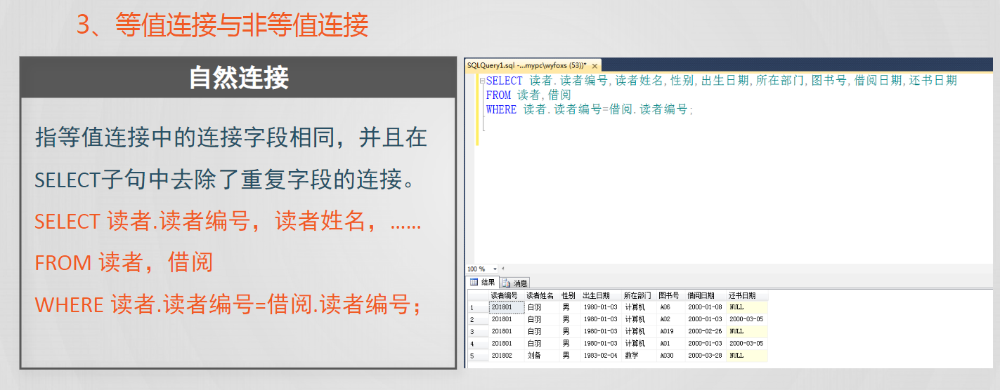 3、等值连接与非等值连接
自然连接
指等值连接中的连接字段相同，并且在
SELECT子句中去除了重复字段的连接。
SELECT 读者.读者编号，读者姓名，……
FROM 读者，借阅
WHERE 读者.读者编号=借阅.读者编号；
SQLQuery1.sql -...mypc\wyfoxs (53))* ×
SELECT 读者.读者编号,读者姓名,性别,出生日期,所在部门,图书号,借阅日期,还书日期
FROM 读者,借阅
WHERE 读者.读者编号=借阅.读者编号;
100 %
结果 消息
读者编号 读者姓名 性别 出生日期 所在部门 图书号 借阅日期 还书日期
1 201801 白羽 男 1980-01-03 计算机 A06 2000-01-08 NULL
2 201801 白羽 男 1980-01-03 计算机 A02 2000-01-03 2000-03-05
3 201801 白羽 男 1980-01-03 计算机 A019 2000-02-26 NULL
4 201801 白羽 男 1980-01-03 计算机 A01 2000-01-03 2000-03-05
5 201802 刘备 男 1983-02-04 数学 A030 2000-03-28 NULL